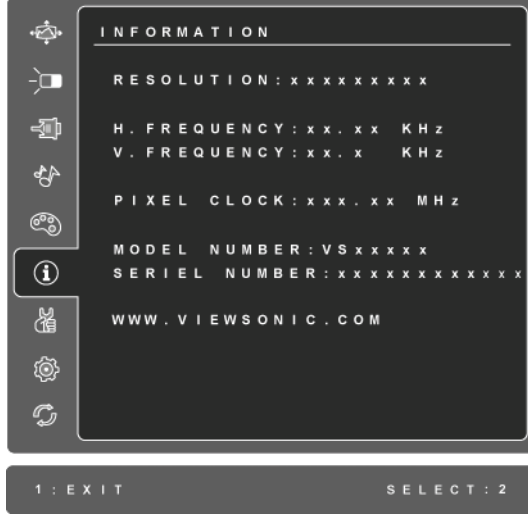 INFORMATION
RESOLUTION:xxxxxxxxx
H. FREQUENCY:xx.xx KHz
V. FREQUENCY:xx.x KHz
PIXEL CLOCK:xxx.xx MHz
MODEL NUMBER:VSxxxxx
SERIEL NUMBER:xxxxxxxxxxxx
WWW.VIEWSONIC.COM
1:EXIT SELECT:2